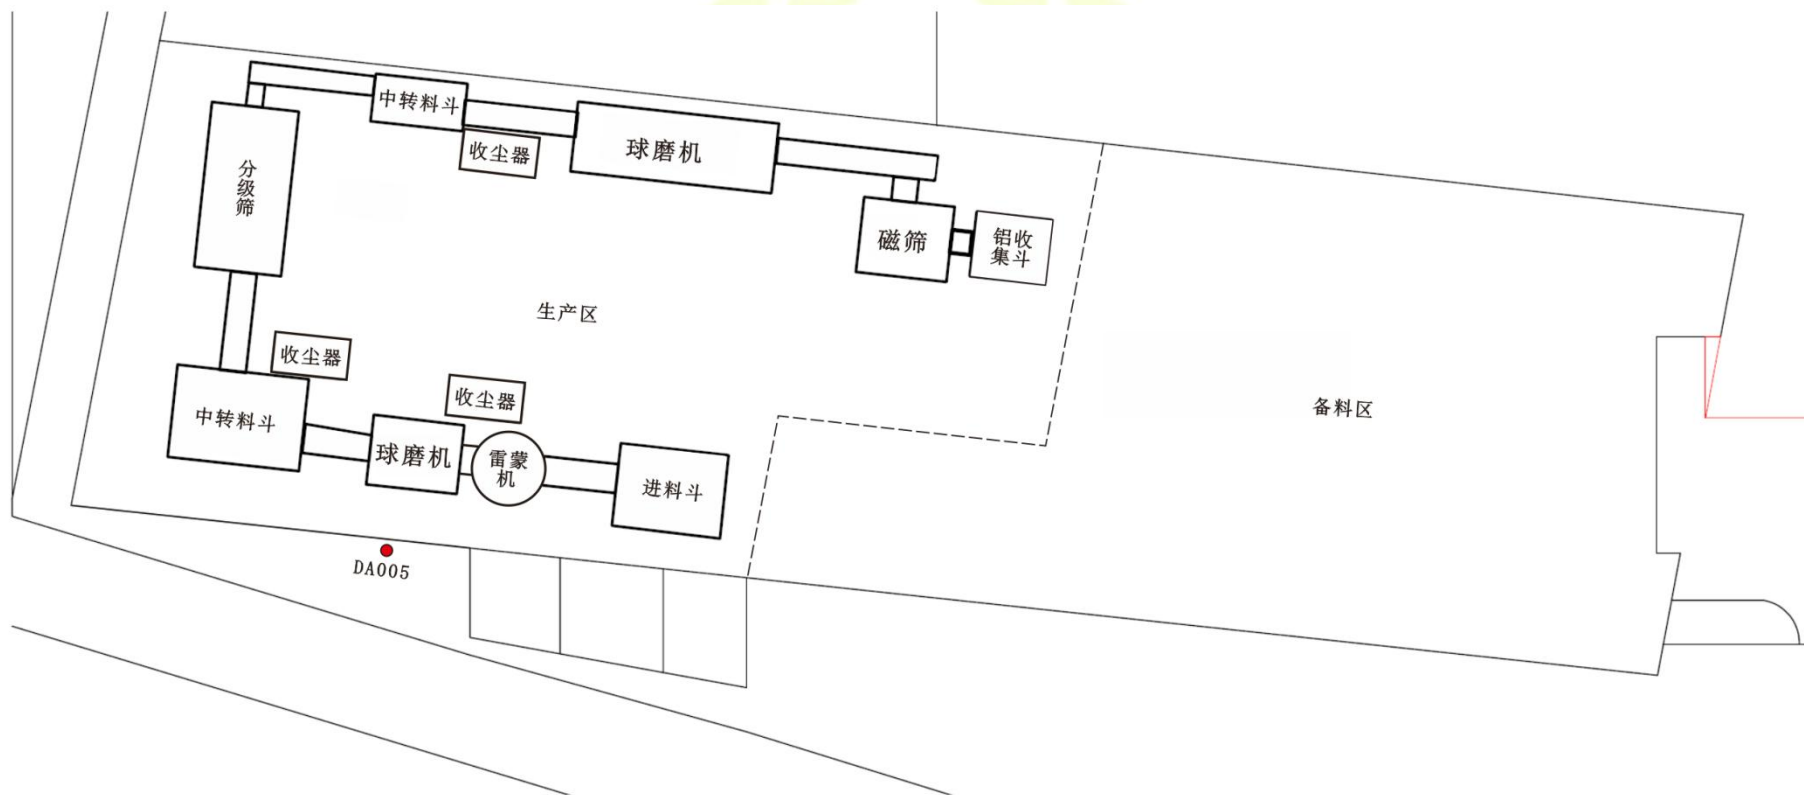 中转料斗
收尘器
球磨机
分
级
筛
磁筛
铝收
集斗
生产区
收尘器
收尘器
中转料斗
球磨机
雷蒙
机
进料斗
备料区
DA005